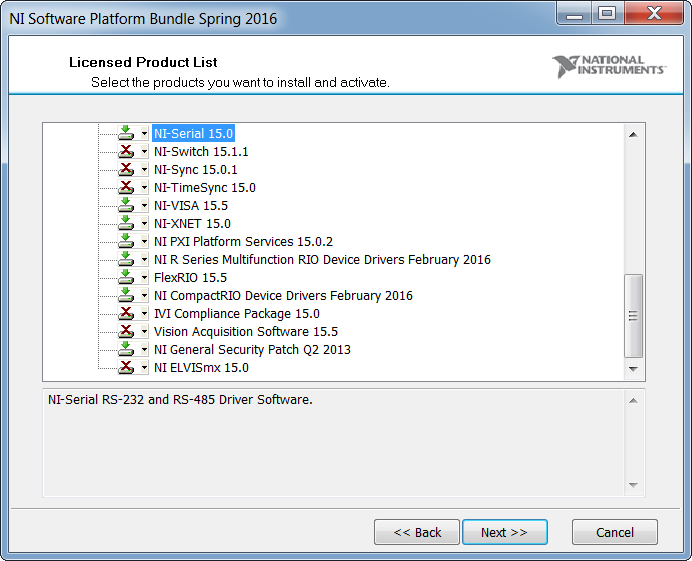 NI Software Platform Bundle Spring 2016
Licensed Product List
Select the products you want to install and activate.
NATIONAL
INSTRUMENTS
NI-Serial 15.0
NI-Switch 15.1.1
NI-Sync 15.0.1
NI-TimeSync 15.0
NI-VISA 15.5
NI-XNET 15.0
NI PXI Platform Services 15.0.2
NI R Series Multifunction RIO Device Drivers February 2016
FlexRIO 15.5
NI CompactRIO Device Drivers February 2016
IVI Compliance Package 15.0
Vision Acquisition Software 15.5
NI General Security Patch Q2 2013
NI ELVISmx 15.0
NI-Serial RS-232 and RS-485 Driver Software.
<< Back
Next >>
Cancel